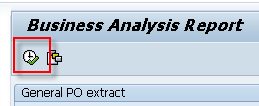 Business Analysis Report
General PO extract